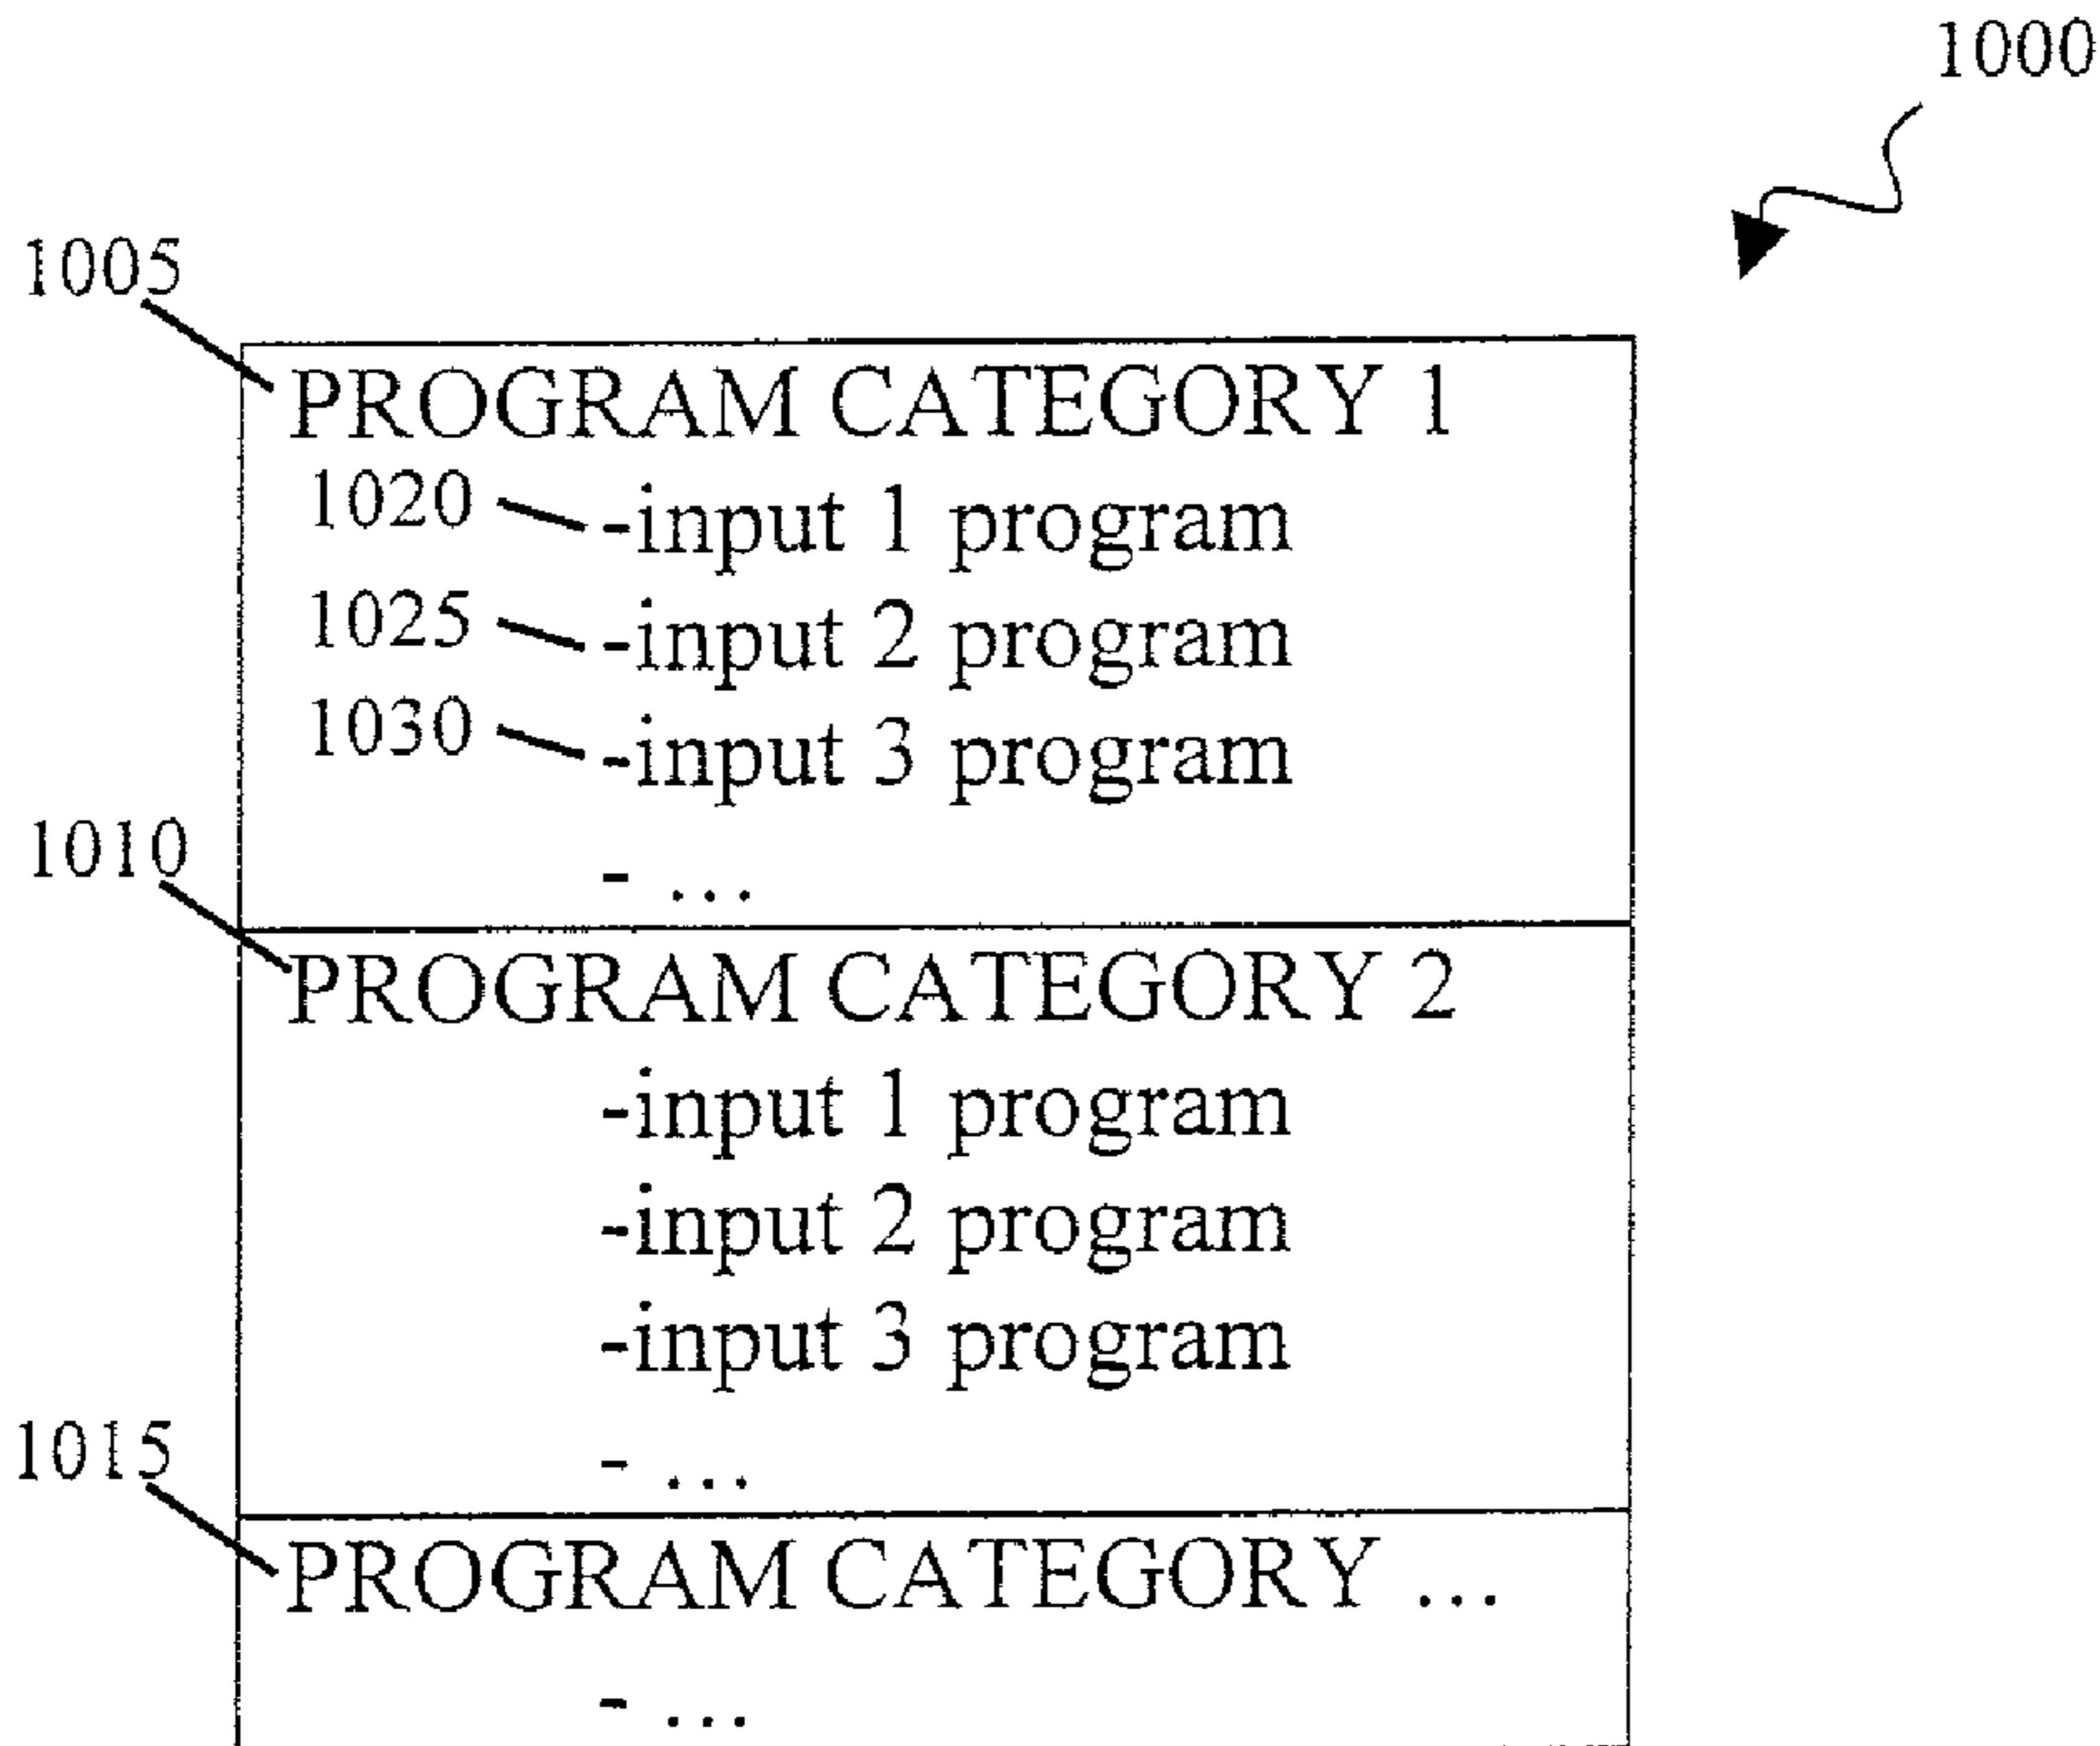 1000
1005
PROGRAM CATEGORY 1
1020 -input 1 program
1025 -input 2 program
1030 -input 3 program
- ...
1010
PROGRAM CATEGORY 2
-input 1 program
-input 2 program
-input 3 program
- ...
1015
PROGRAM CATEGORY ...
- ...